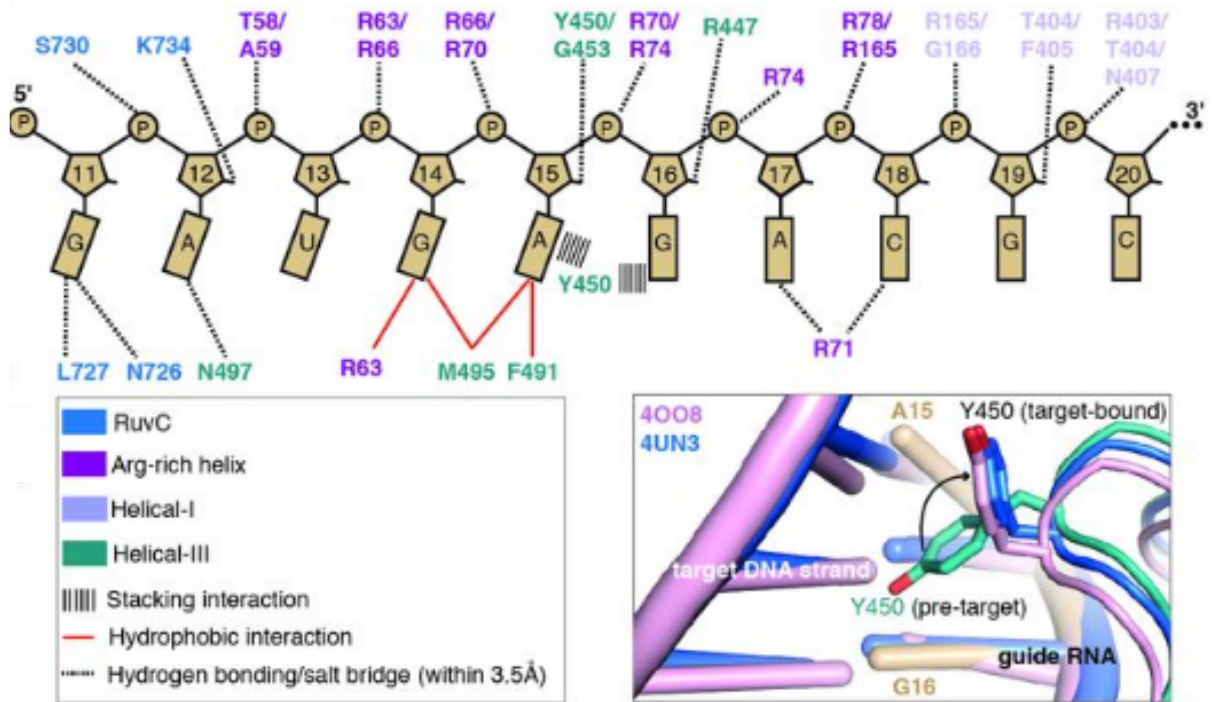 T58/ R63/ R66/ Y450/ R70/ R447 R78/ R165/ T404/ R403/
S730 K734 A59 R66 R70 G453 R74 R165 G166 F405 T404/
R74 N407
5' 3'
P P P P P P P P P P
11 12 13 14 15 16 17 18 19 20
G A U G A G A C G C
Y450
L727 N726 N497 R63 M495 F491 R71
RuvC
Arg-rich helix
Helical-I
Helical-III
Stacking interaction
Hydrophobic interaction
Hydrogen bonding/salt bridge (within 3.5Å)
4OO8 A15 Y450 (target-bound)
4UN3
target DNA strand
Y450 (pre-target)
guide RNA
G16